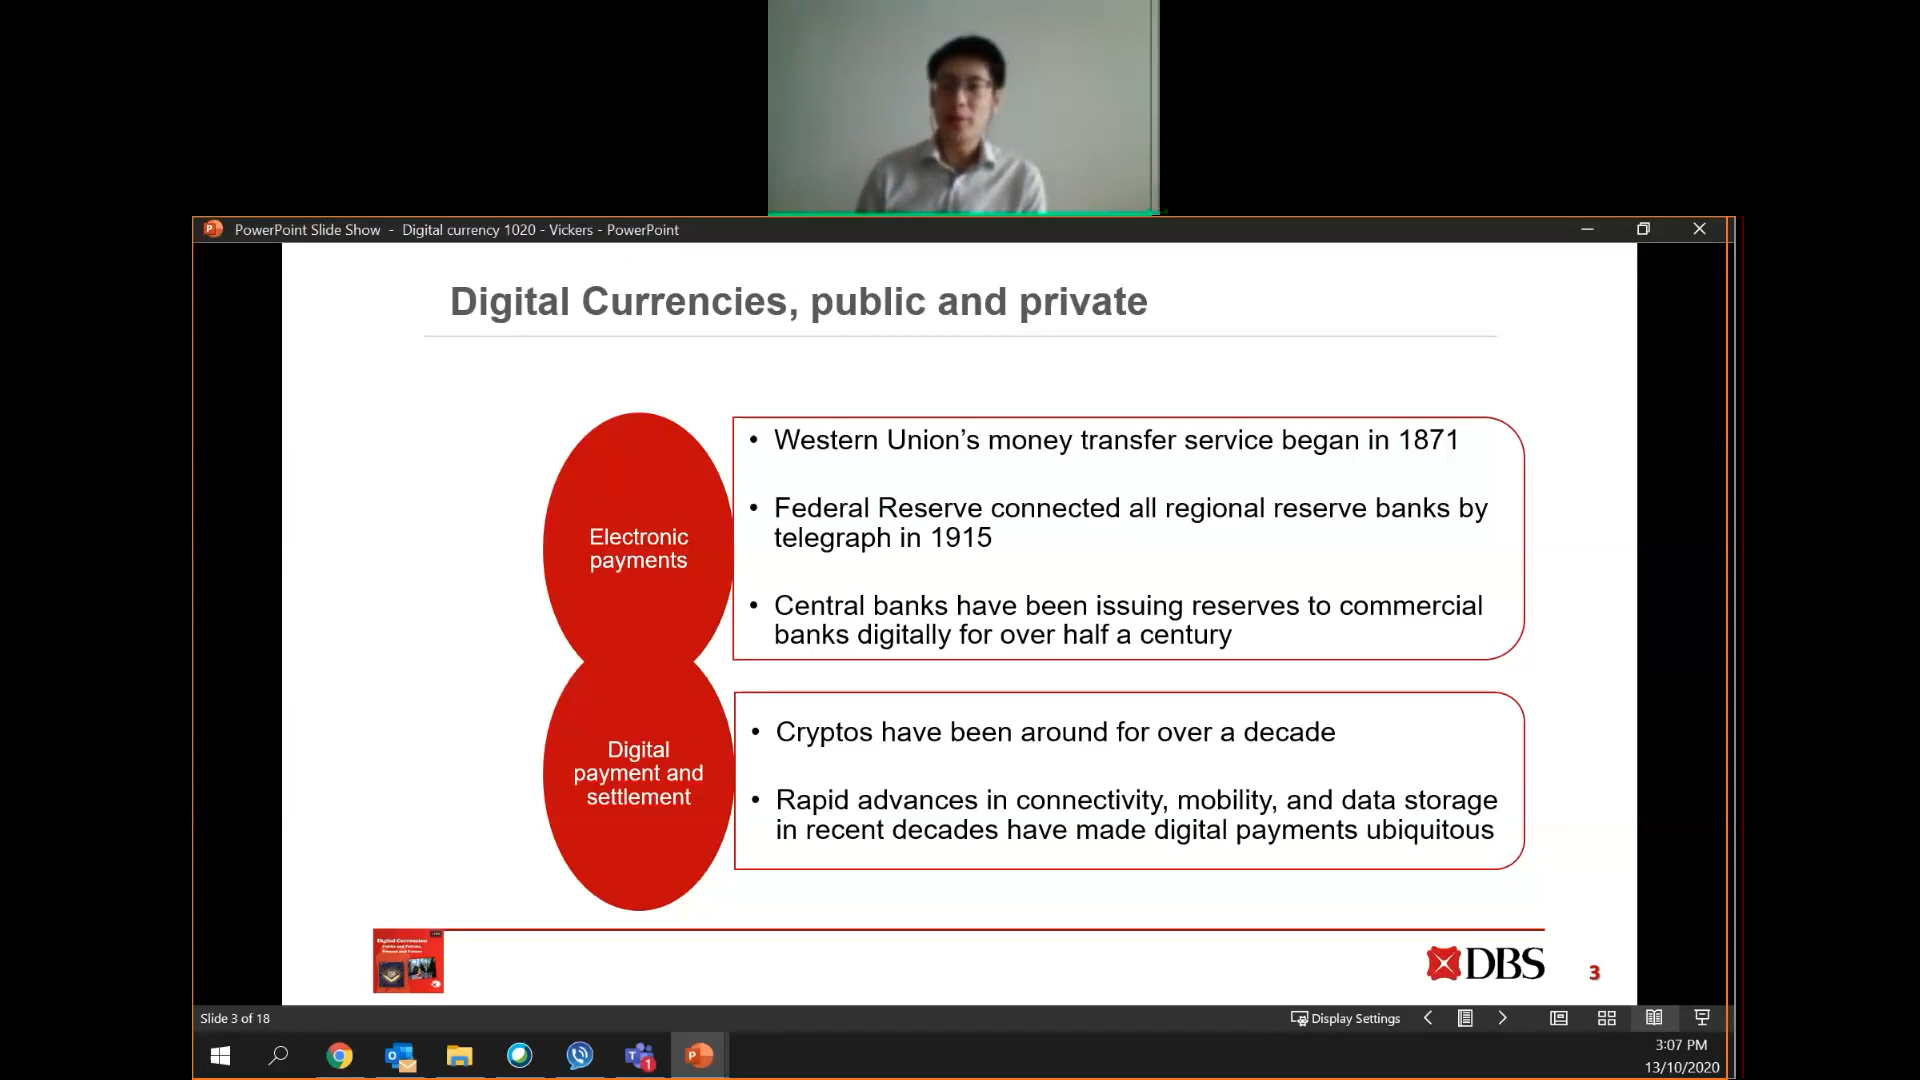 PowerPoint Slide Show - Digital currency 1020 - Vickers - PowerPoint
Digital Currencies, public and private
Electronic
payments
• Western Union's money transfer service began in 1871
• Federal Reserve connected all regional reserve banks by
telegraph in 1915
• Central banks have been issuing reserves to commercial
banks digitally for over half a century
Digital
payment and
settlement
• Cryptos have been around for over a decade
• Rapid advances in connectivity, mobility, and data storage
in recent decades have made digital payments ubiquitous
Digital Currencies
DBS
3
Slide 3 of 18
Display Settings
1
3:07 PM
13/10/2020